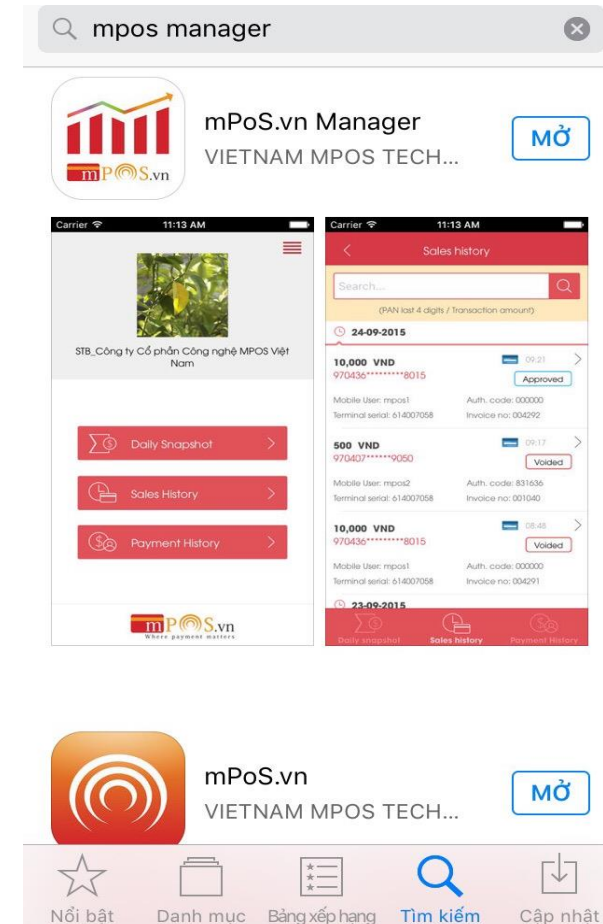 mpos manager
mPoS.vn Manager
VIETNAM MPOS TECH...
MỞ
mPOS.vn
Carrier 11:13 AM
STB_Công ty Cổ phần Công nghệ MPOS Việt
Nam
Daily Snapshot
Sales History
Payment History
mPOS.vn
Where payment matters
Carrier 11:13 AM
Sales history
Search...
(PAN last 4 digits / Transaction amount)
24-09-2015
10,000 VND 09:21
970436********8015 Approved
Mobile User: mpos1 Auth. code: 000000
Terminal serial: 614007058 Invoice no: 004292
500 VND 09:17
970407******9050 Voided
Mobile User: mpos2 Auth. code: 831636
Terminal serial: 614007058 Invoice no: 001040
10,000 VND 08:48
970436********8015 Voided
Mobile User: mpos1 Auth. code: 000000
Terminal serial: 614007058 Invoice no: 004291
23-09-2015
Daily snapshot Sales history Payment History
mPoS.vn
VIETNAM MPOS TECH...
MỞ
Nổi bật Danh mục Bảng xếp hạng Tìm kiếm Cập nhật